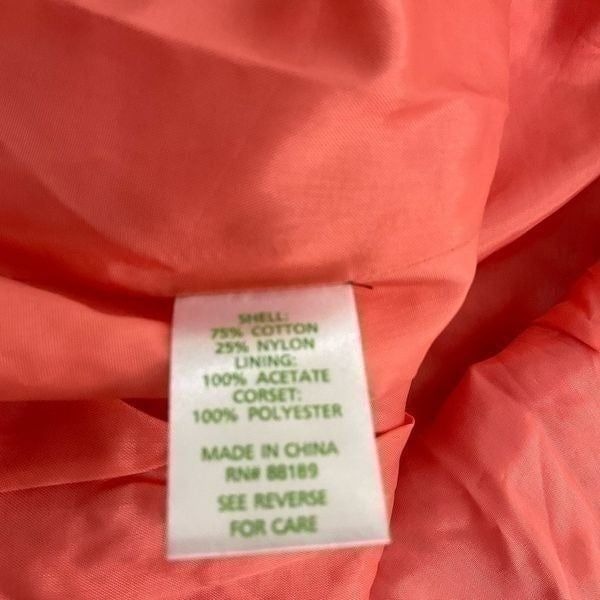 SHELL:
75% COTTON
25% NYLON
LINING:
100% ACETATE
CORSET:
100% POLYESTER
MADE IN CHINA
RN# 88189
SEE REVERSE
FOR CARE